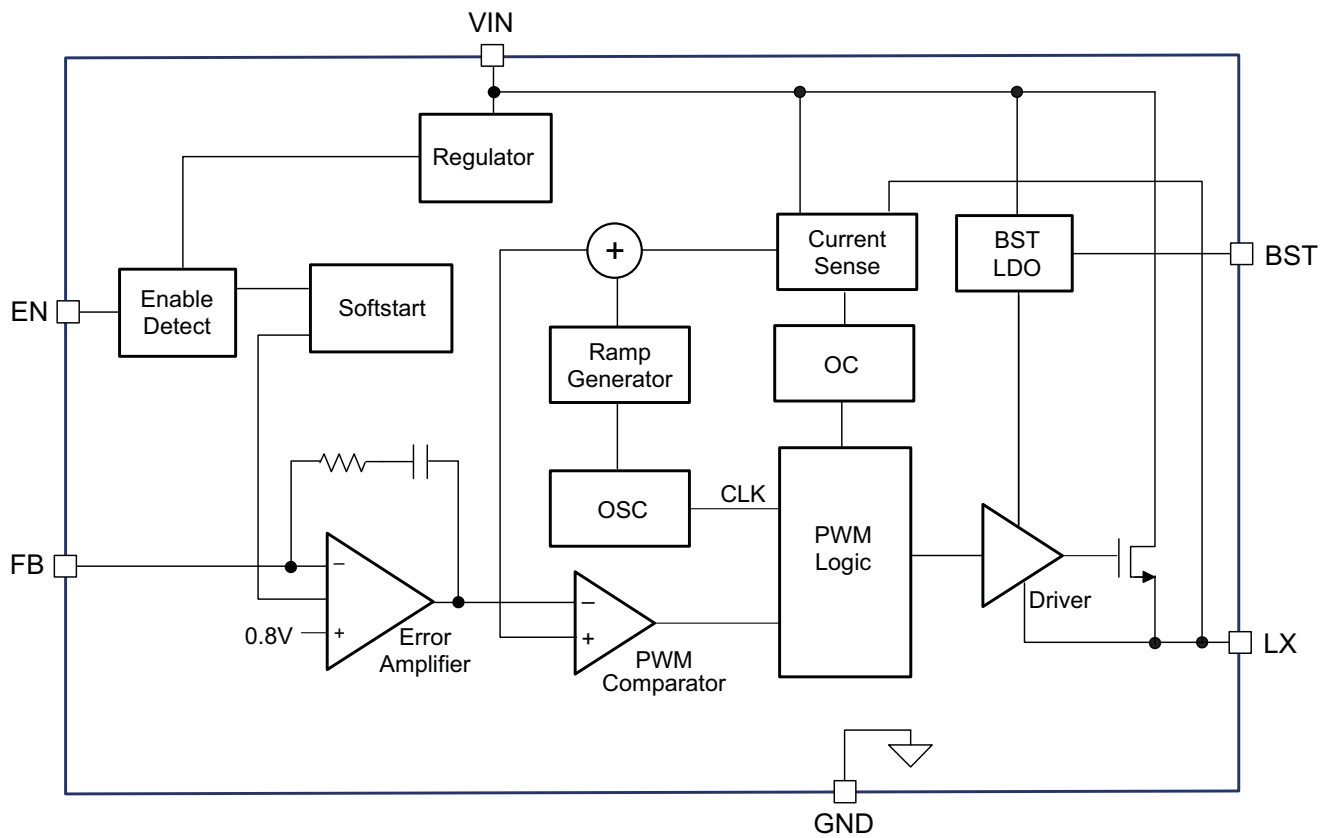 VIN
Regulator
Current
Sense
BST
LDO
BST
+
EN
Enable
Detect
Softstart
Ramp
Generator
OC
OSC
CLK
PWM
Logic
FB
−
+
0.8V
Error
Amplifier
−
+
PWM
Comparator
Driver
LX
GND